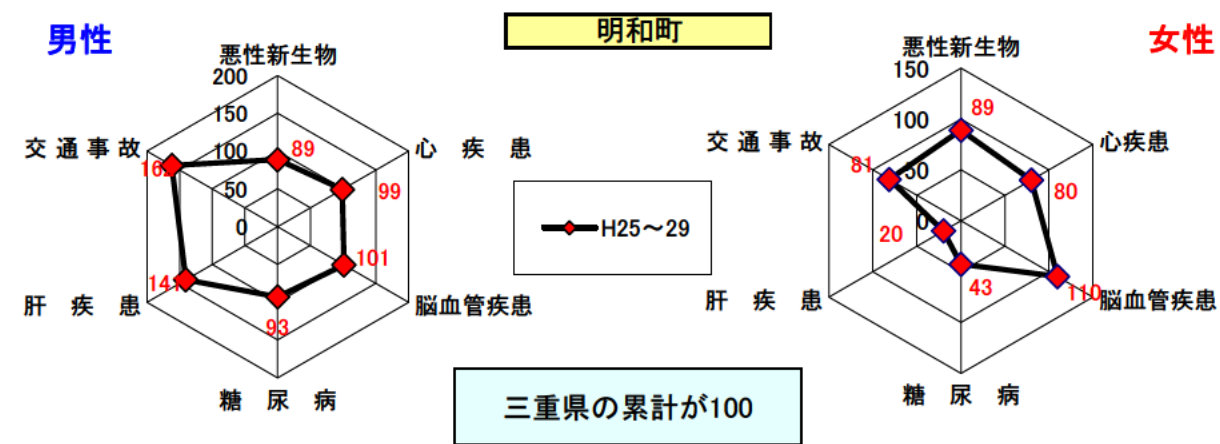 男性
明和町
女性
悪性新生物
200
150
100
50
0
心 疾 患
脳血管疾患
糖 尿 病
肝 疾 患
交 通 事 故
89
99
101
93
141
162
H25～29
三重県の累計が100
悪性新生物
150
100
50
0
心疾患
脳血管疾患
糖 尿 病
肝 疾 患
交 通 事 故
89
80
110
43
20
81